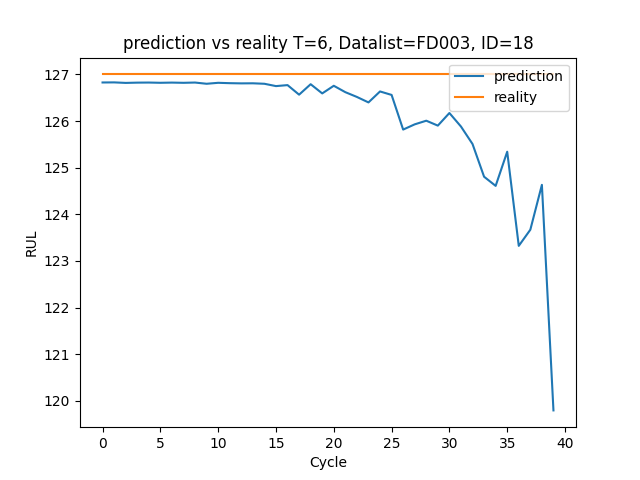 prediction vs reality T=6, Datalist=FD003, ID=18
prediction
reality
127
126
125
124
123
122
121
120
RUL
0 5 10 15 20 25 30 35 40
Cycle